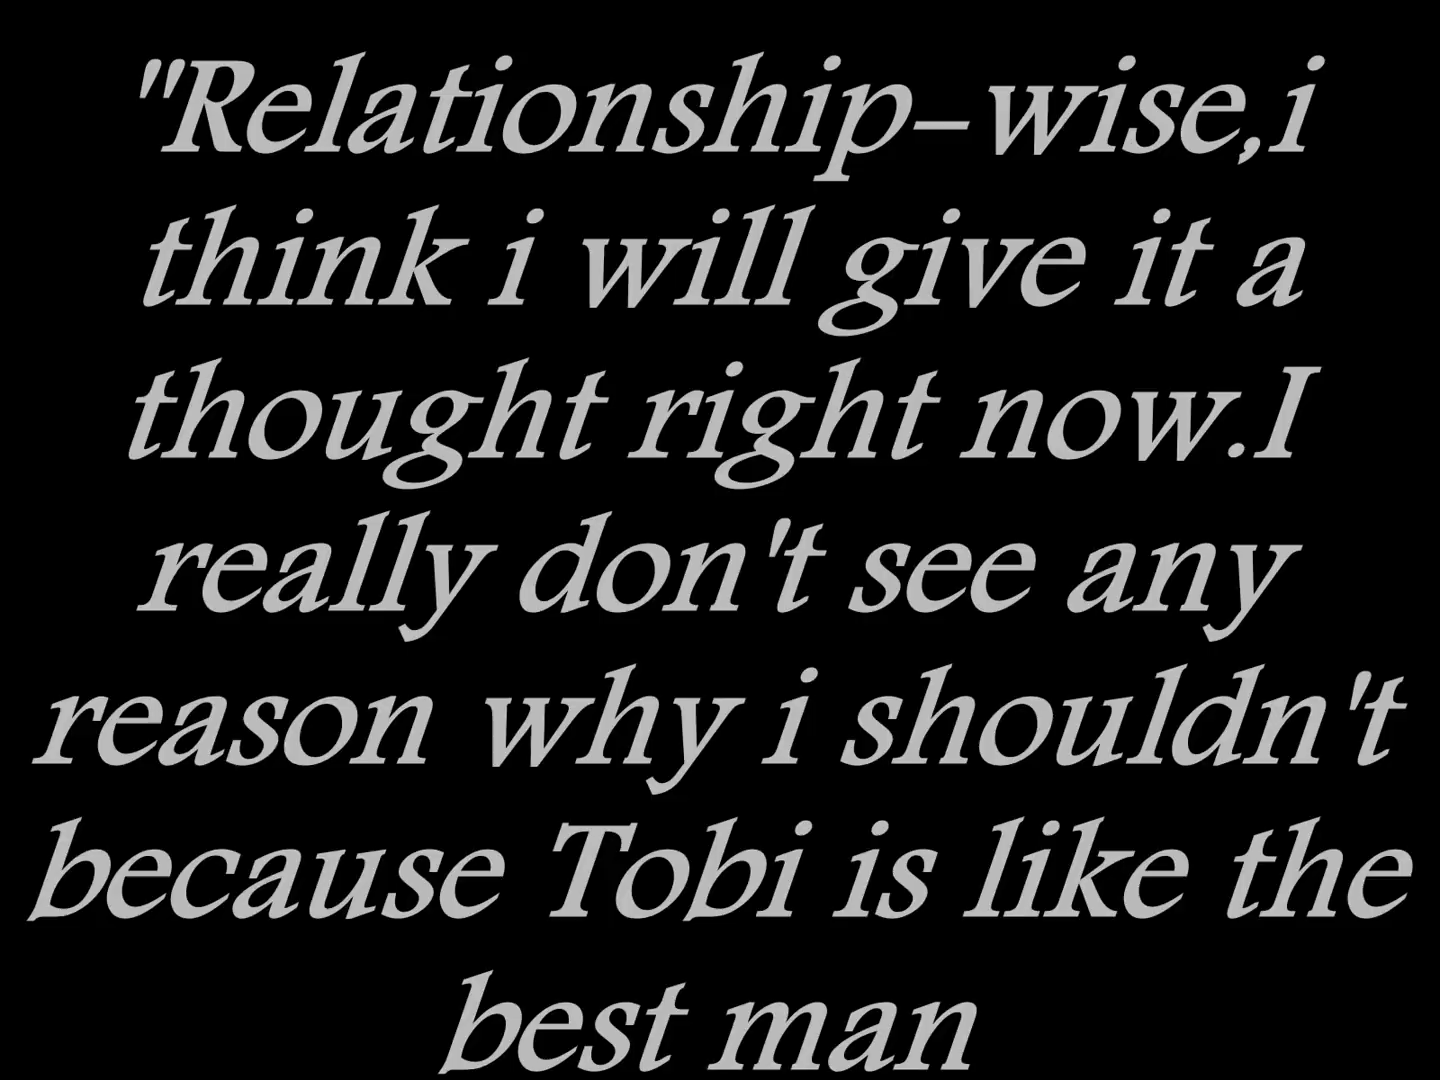 "Relationship-wise,i
think i will give it a
thought right now.I
really don't see any
reason why i shouldn't
because Tobi is like the
best man